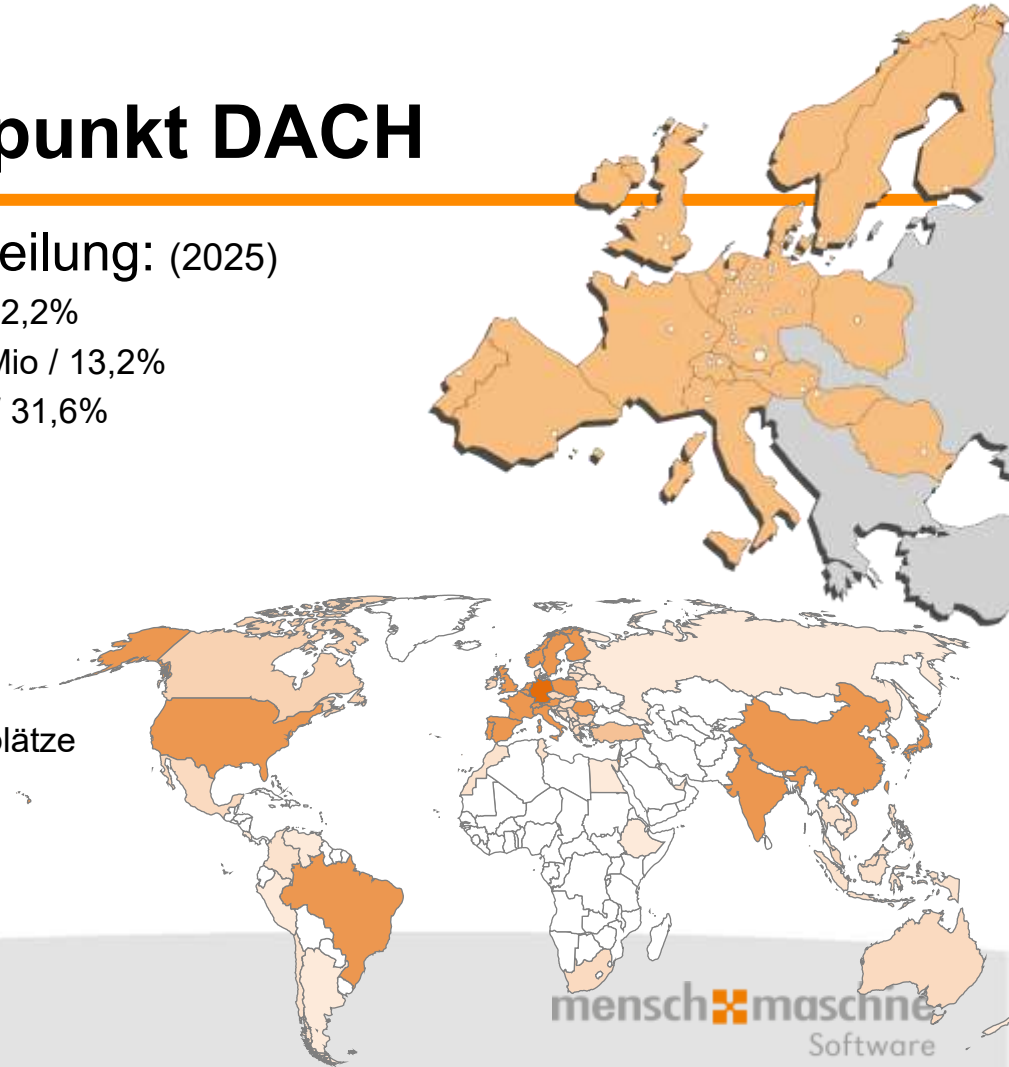 punkt DACH
eilung: (2025)
2,2%
Mio / 13,2%
/ 31,6%
plätze
mensch maschine
Software